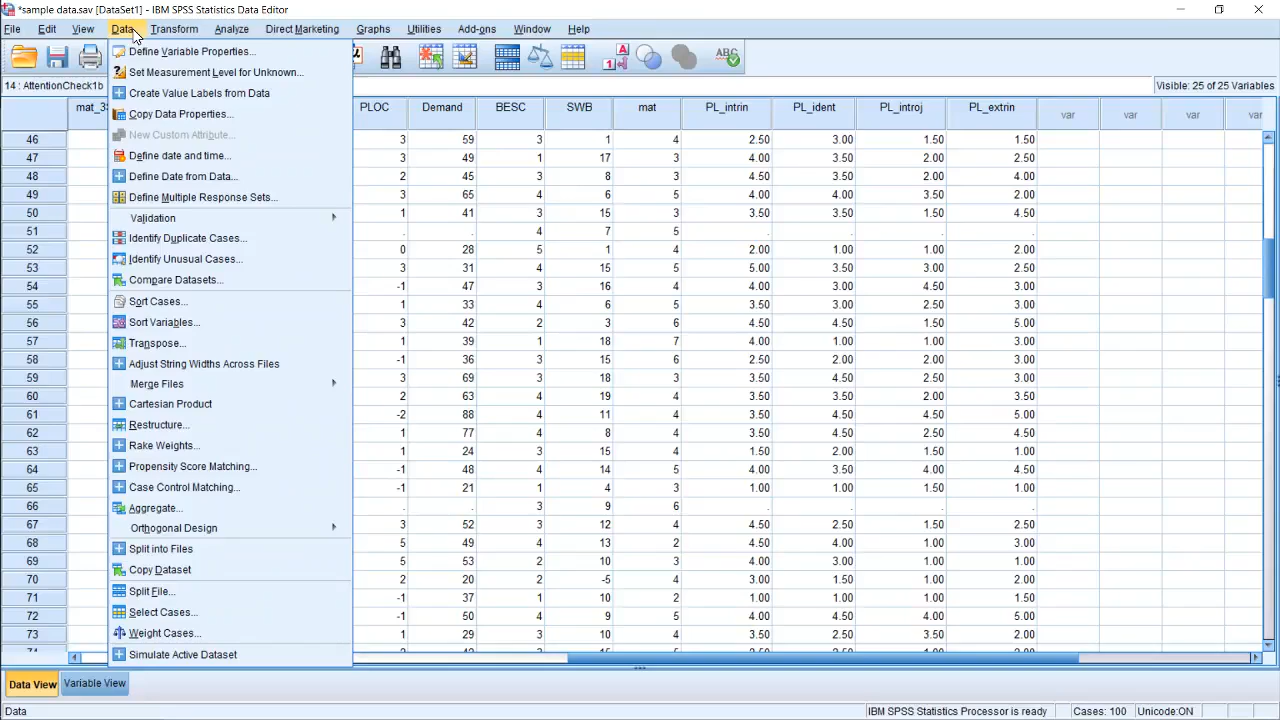 *sample data.sav [DataSet1] - IBM SPSS Statistics Data Editor
File Edit View Data Transform Analyze Direct Marketing Graphs Utilities Add-ons Window Help
14 : AttentionCheck1b Visible: 25 of 25 Variables
Define Variable Properties...
Set Measurement Level for Unknown...
Create Value Labels from Data
Copy Data Properties...
New Custom Attribute...
Define date and time...
Define Date from Data...
Define Multiple Response Sets...
Validation
Identify Duplicate Cases...
Identify Unusual Cases...
Compare Datasets...
Sort Cases...
Sort Variables...
Transpose...
Adjust String Widths Across Files
Merge Files
Cartesian Product
Restructure...
Rake Weights...
Propensity Score Matching...
Case Control Matching...
Aggregate...
Orthogonal Design
Split into Files
Copy Dataset
Split File...
Select Cases...
Weight Cases...
Simulate Active Dataset
PLOC Demand BESC SWB mat PL_intrin PL_ident PL_introj PL_extrin var var var
46 3 59 3 1 4 2.50 3.00 1.50 1.50
47 3 49 1 17 3 4.00 3.50 2.00 2.50
48 2 45 3 8 3 4.50 3.50 2.00 4.00
49 3 65 4 6 5 4.00 4.00 3.50 2.00
50 1 41 3 15 3 3.50 3.50 1.50 4.50
51 . . 4 7 5 . . . .
52 0 28 5 1 4 2.00 1.00 1.00 2.00
53 3 31 4 15 5 5.00 3.50 3.00 2.50
54 -1 47 3 16 4 4.00 4.00 3.00 3.00
55 1 33 4 6 5 3.50 3.00 2.50 3.00
56 3 42 2 3 6 4.50 4.50 1.50 5.00
57 1 39 1 18 7 4.00 1.00 1.00 3.00
58 -1 36 3 15 6 2.50 2.00 2.00 3.00
59 3 69 3 18 3 3.50 4.50 2.50 3.00
60 2 63 4 19 4 3.50 3.50 2.00 3.50
61 -2 88 4 11 4 3.50 4.50 4.50 5.00
62 1 77 4 8 4 3.50 4.50 2.50 4.50
63 1 24 3 15 4 1.50 2.00 1.50 1.00
64 -1 48 4 14 5 4.00 3.50 4.00 4.50
65 -1 21 1 4 3 1.00 1.00 1.50 1.00
66 . . 3 9 6 . . . .
67 3 52 3 12 4 4.50 2.50 1.50 2.50
68 5 49 4 13 2 4.50 4.00 1.00 3.00
69 5 53 2 10 3 4.00 3.00 1.00 3.00
70 2 20 2 -5 4 3.00 1.50 1.00 2.00
71 -1 37 1 10 2 1.00 1.00 1.00 1.50
72 -1 50 4 9 5 4.00 4.50 4.00 5.00
73 1 29 3 10 4 3.50 2.50 3.50 2.00
Data View Variable View
Data IBM SPSS Statistics Processor is ready Cases: 100 Unicode:ON